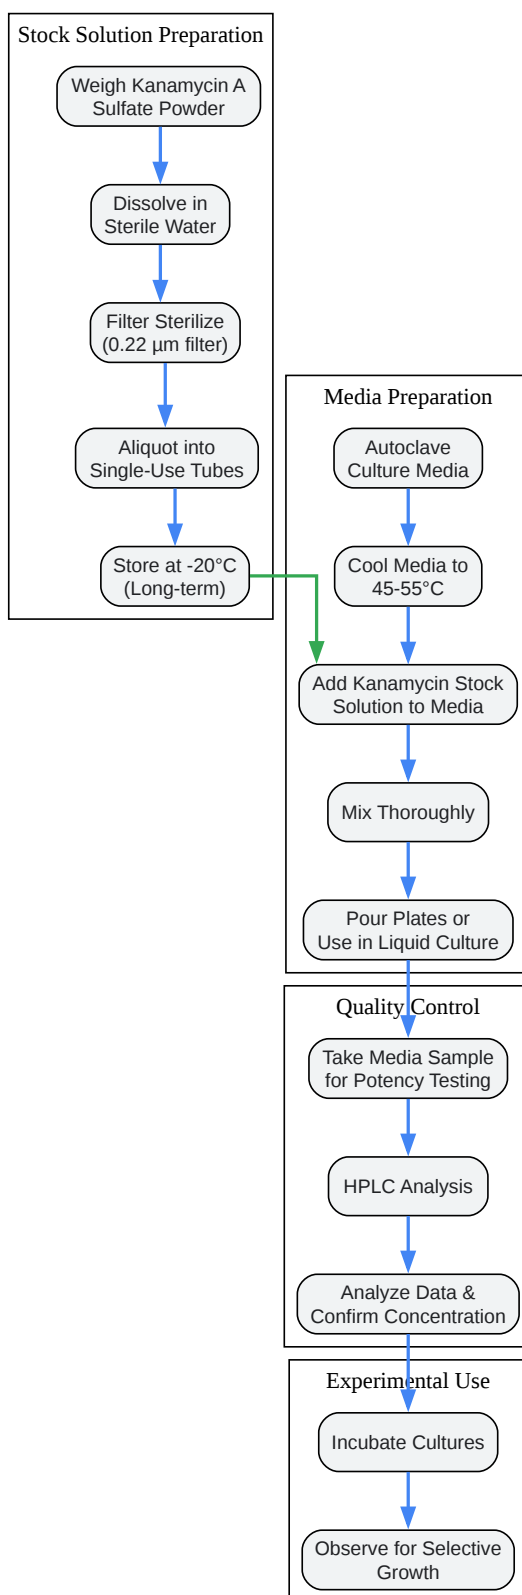 Stock Solution Preparation
Weigh Kanamycin A
Sulfate Powder
Dissolve in
Sterile Water
Filter Sterilize
(0.22 µm filter)
Aliquot into
Single-Use Tubes
Store at -20°C
(Long-term)
Media Preparation
Autoclave
Culture Media
Cool Media to
45-55°C
Add Kanamycin Stock
Solution to Media
Mix Thoroughly
Pour Plates or
Use in Liquid Culture
Quality Control
Take Media Sample
for Potency Testing
HPLC Analysis
Analyze Data &
Confirm Concentration
Experimental Use
Incubate Cultures
Observe for Selective
Growth